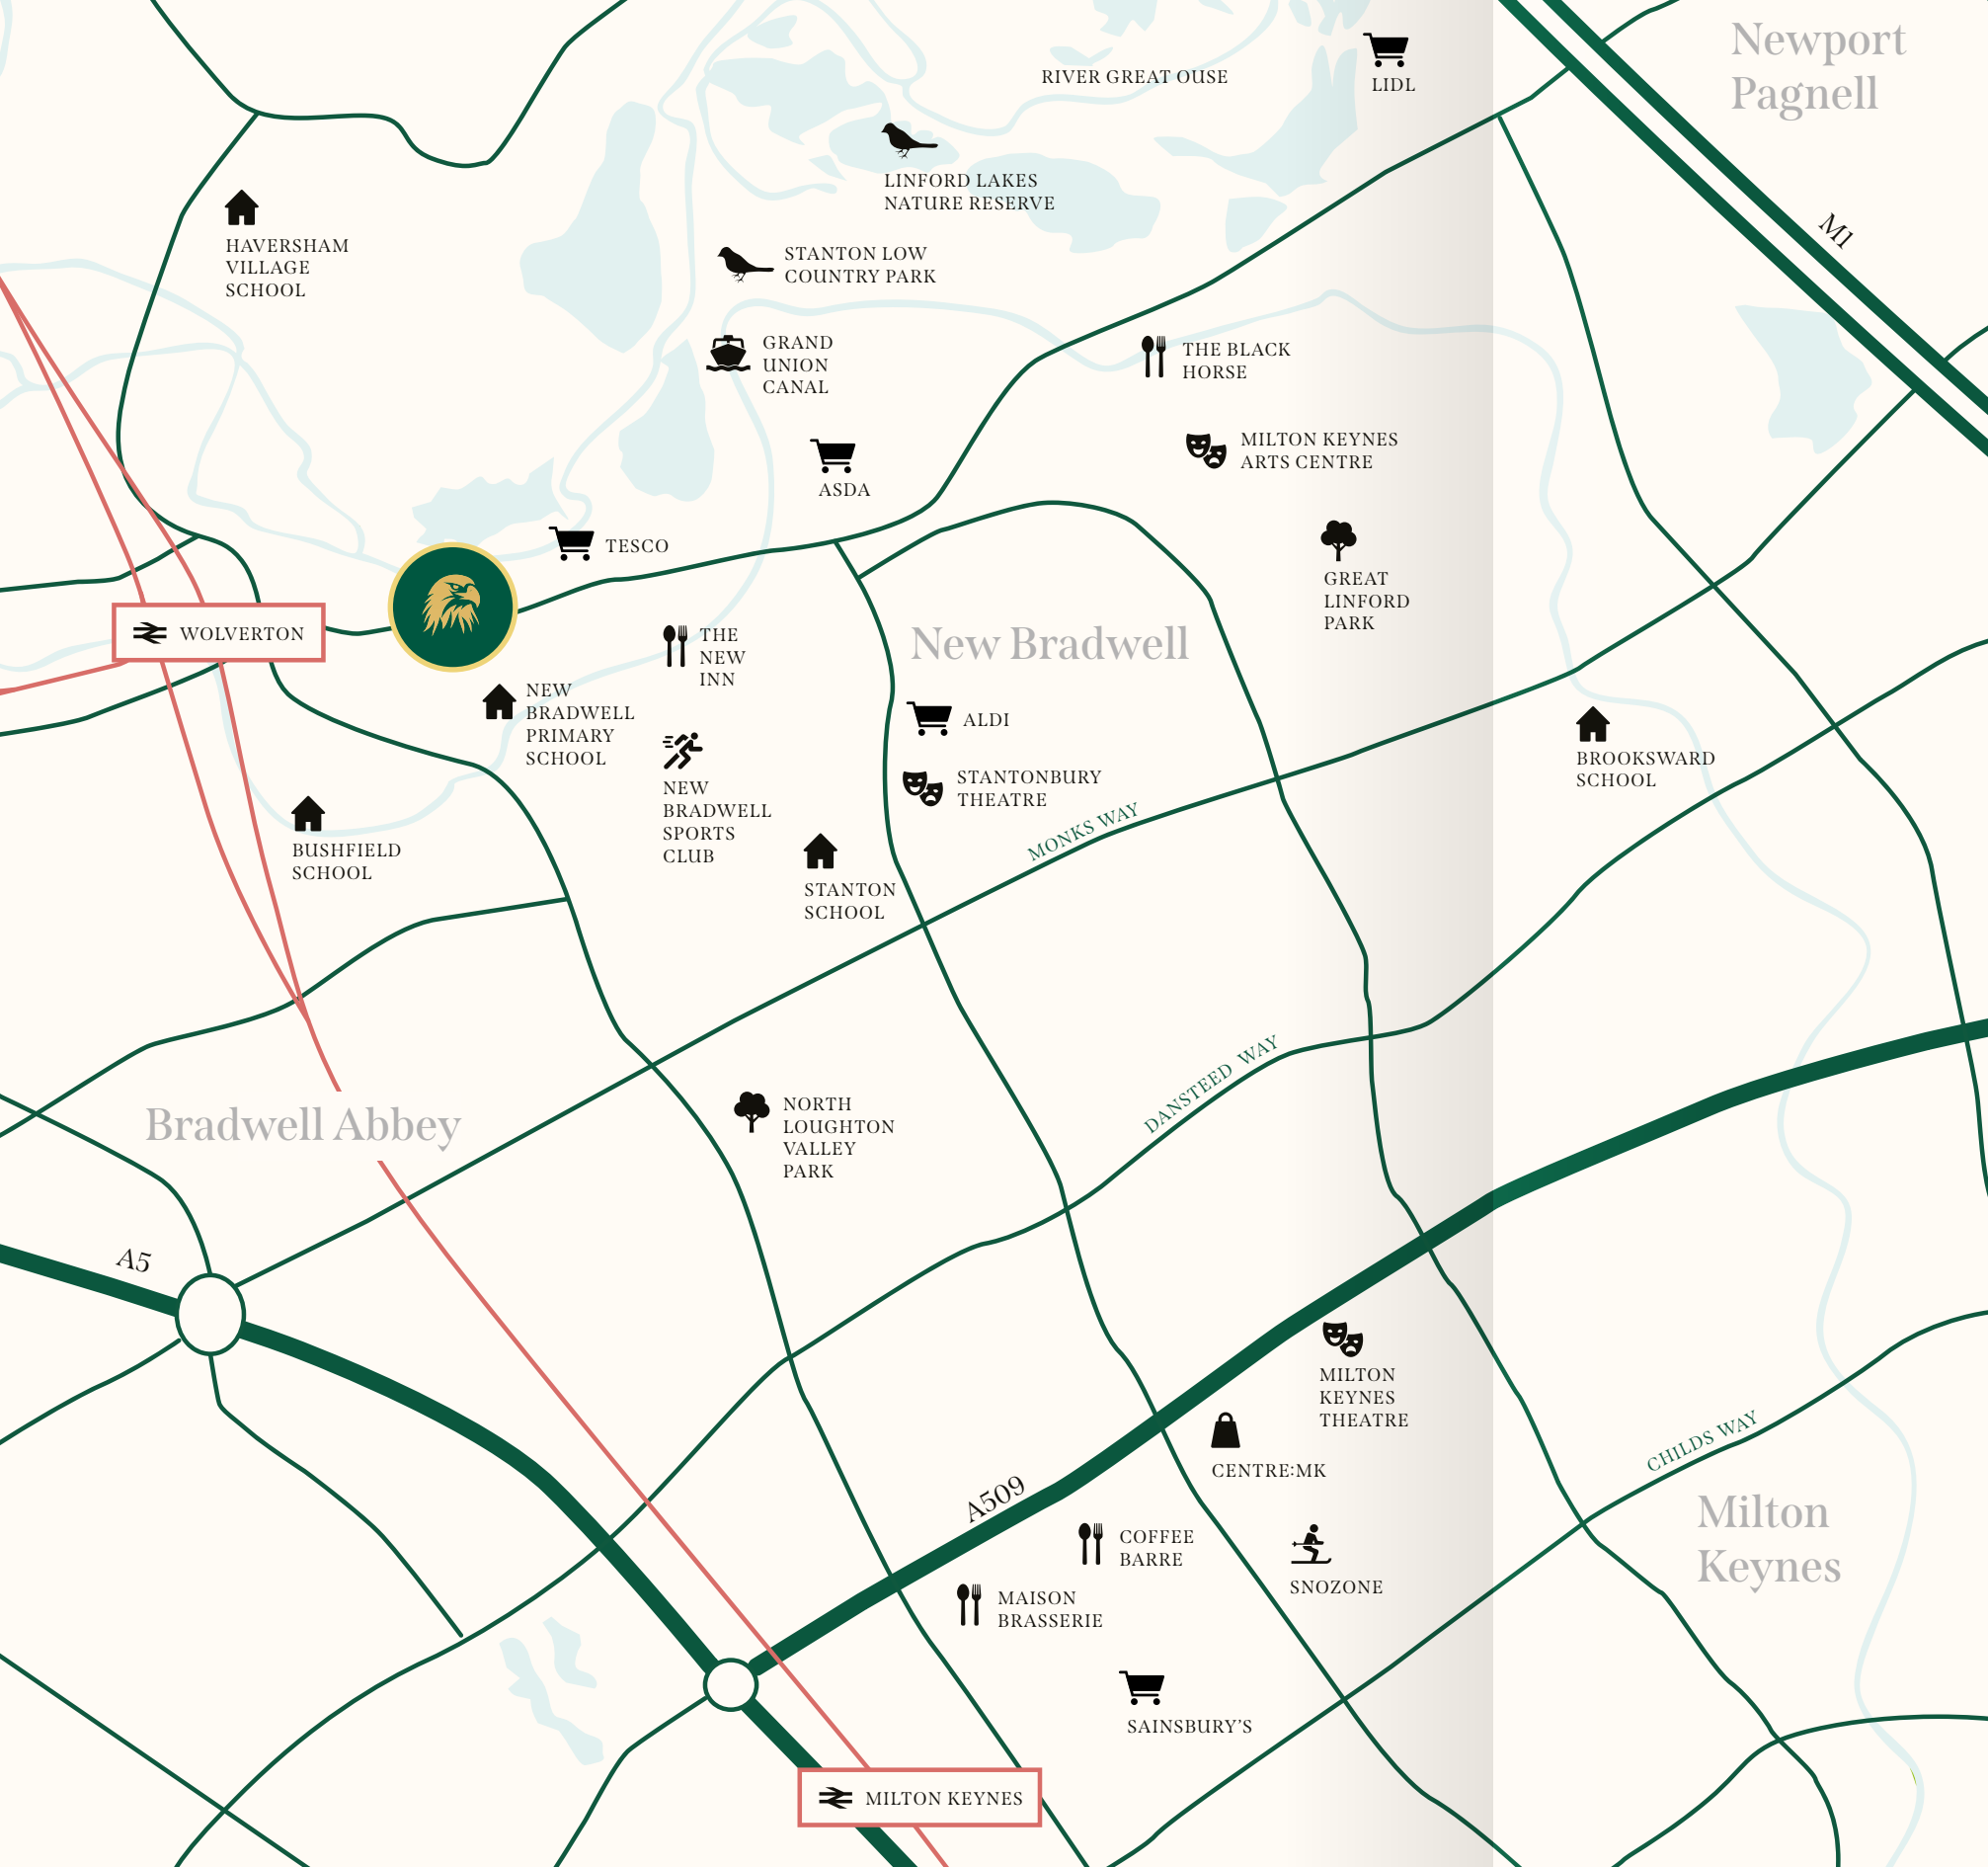 Newport
Pagnell
RIVER GREAT OUSE
LIDL
LINFORD LAKES
NATURE RESERVE
M1
HAVERSHAM
VILLAGE
SCHOOL
STANTON LOW
COUNTRY PARK
GRAND
UNION
CANAL
THE BLACK
HORSE
MILTON KEYNES
ARTS CENTRE
ASDA
TESCO
GREAT
LINFORD
PARK
WOLVERTON
THE
NEW
INN
New Bradwell
NEW
BRADWELL
PRIMARY
SCHOOL
ALDI
BROOKSWARD
SCHOOL
STANTONBURY
THEATRE
NEW
BRADWELL
SPORTS
CLUB
MONKS WAY
BUSHFIELD
SCHOOL
STANTON
SCHOOL
DANSTEED WAY
Bradwell Abbey
NORTH
LOUGHTON
VALLEY
PARK
A5
MILTON
KEYNES
THEATRE
CENTRE:MK
CHILDS WAY
A509
Milton
Keynes
COFFEE
BARRE
SNOZONE
MAISON
BRASSERIE
SAINSBURY'S
MILTON KEYNES